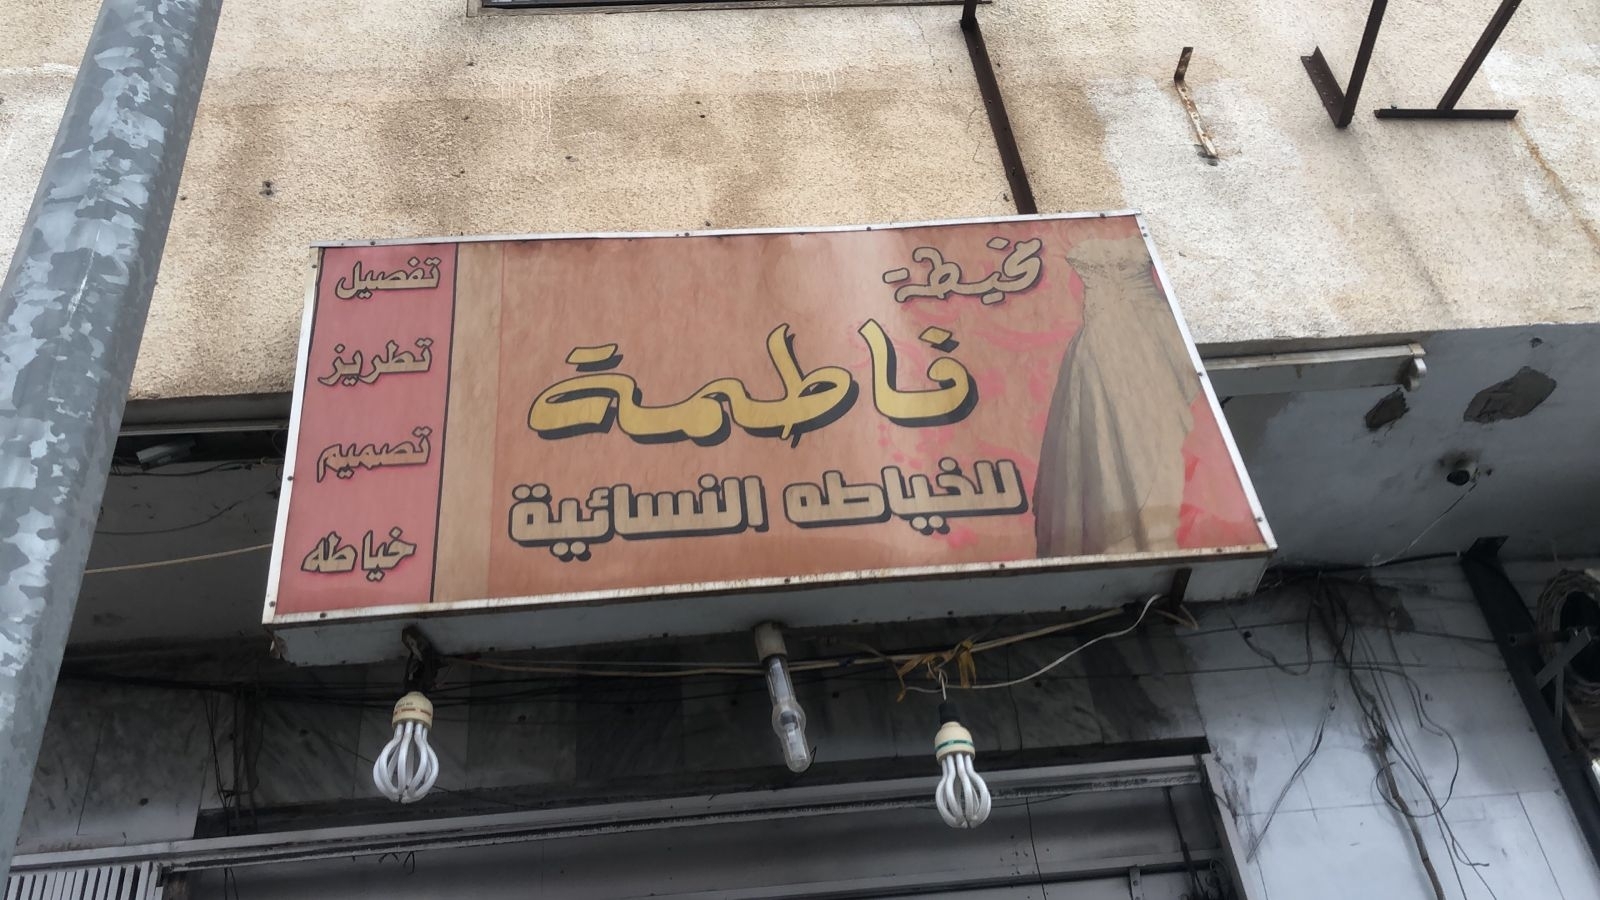 مخيطة
فاطمة
للخياطه النسائية
تفصيل
تطريز
تصميم
خياطه